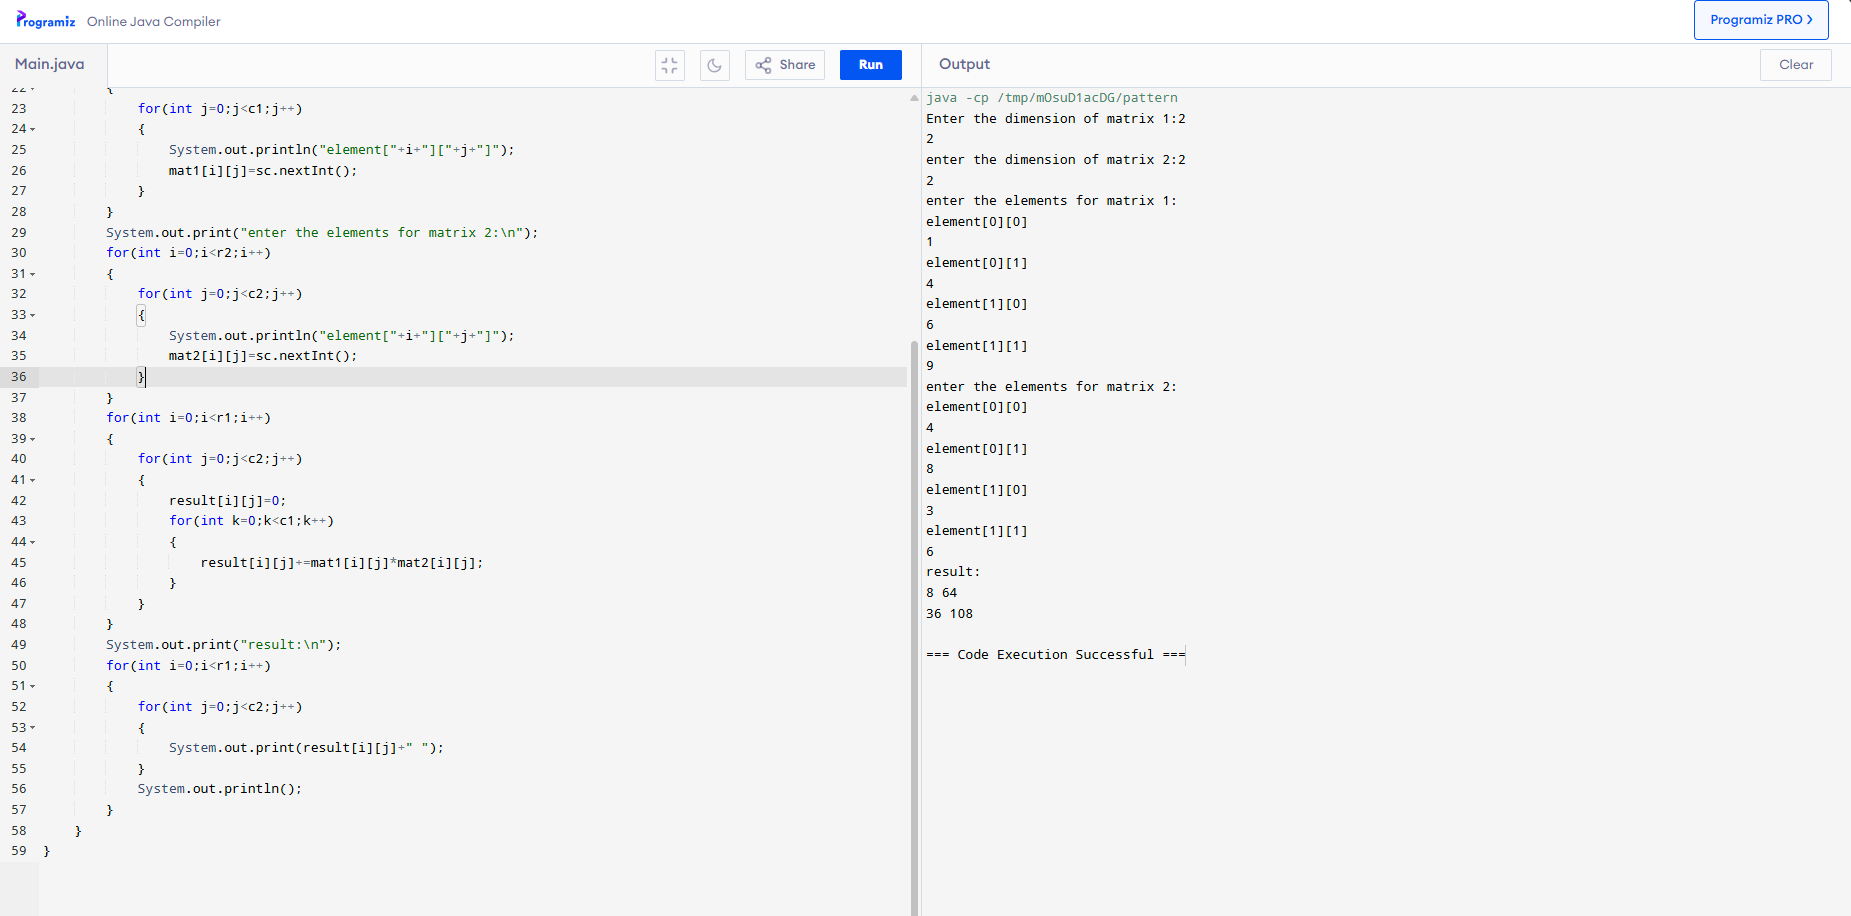 Programiz Online Java Compiler
Programiz PRO >
Main.java
Share
Run
Output
Clear
22 {
23 for(int j=0;j<c1;j++)
24 {
25 System.out.println("element["+i+"]["+j+"]");
26 mat1[i][j]=sc.nextInt();
27 }
28 }
29 System.out.print("enter the elements for matrix 2:\n");
30 for(int i=0;i<r2;i++)
31 {
32 for(int j=0;j<c2;j++)
33 {
34 System.out.println("element["+i+"]["+j+"]");
35 mat2[i][j]=sc.nextInt();
36 }
37 }
38 for(int i=0;i<r1;i++)
39 {
40 for(int j=0;j<c2;j++)
41 {
42 result[i][j]=0;
43 for(int k=0;k<c1;k++)
44 {
45 result[i][j]+=mat1[i][j]*mat2[i][j];
46 }
47 }
48 }
49 System.out.print("result:\n");
50 for(int i=0;i<r1;i++)
51 {
52 for(int j=0;j<c2;j++)
53 {
54 System.out.print(result[i][j]+" ");
55 }
56 System.out.println();
57 }
58 }
59 }
java -cp /tmp/mOsuD1acDG/pattern
Enter the dimension of matrix 1:2
2
enter the dimension of matrix 2:2
2
enter the elements for matrix 1:
element[0][0]
1
element[0][1]
4
element[1][0]
6
element[1][1]
9
enter the elements for matrix 2:
element[0][0]
4
element[0][1]
8
element[1][0]
3
element[1][1]
6
result:
8 64
36 108
=== Code Execution Successful ===